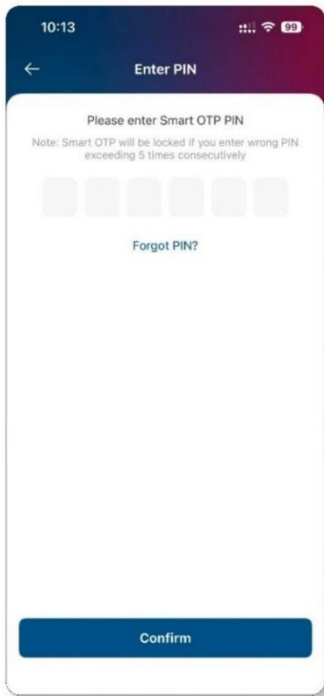 10:13
99
Enter PIN
Please enter Smart OTP PIN
Note: Smart OTP will be locked if you enter wrong PIN
exceeding 5 times consecutively
Forgot PIN?
Confirm